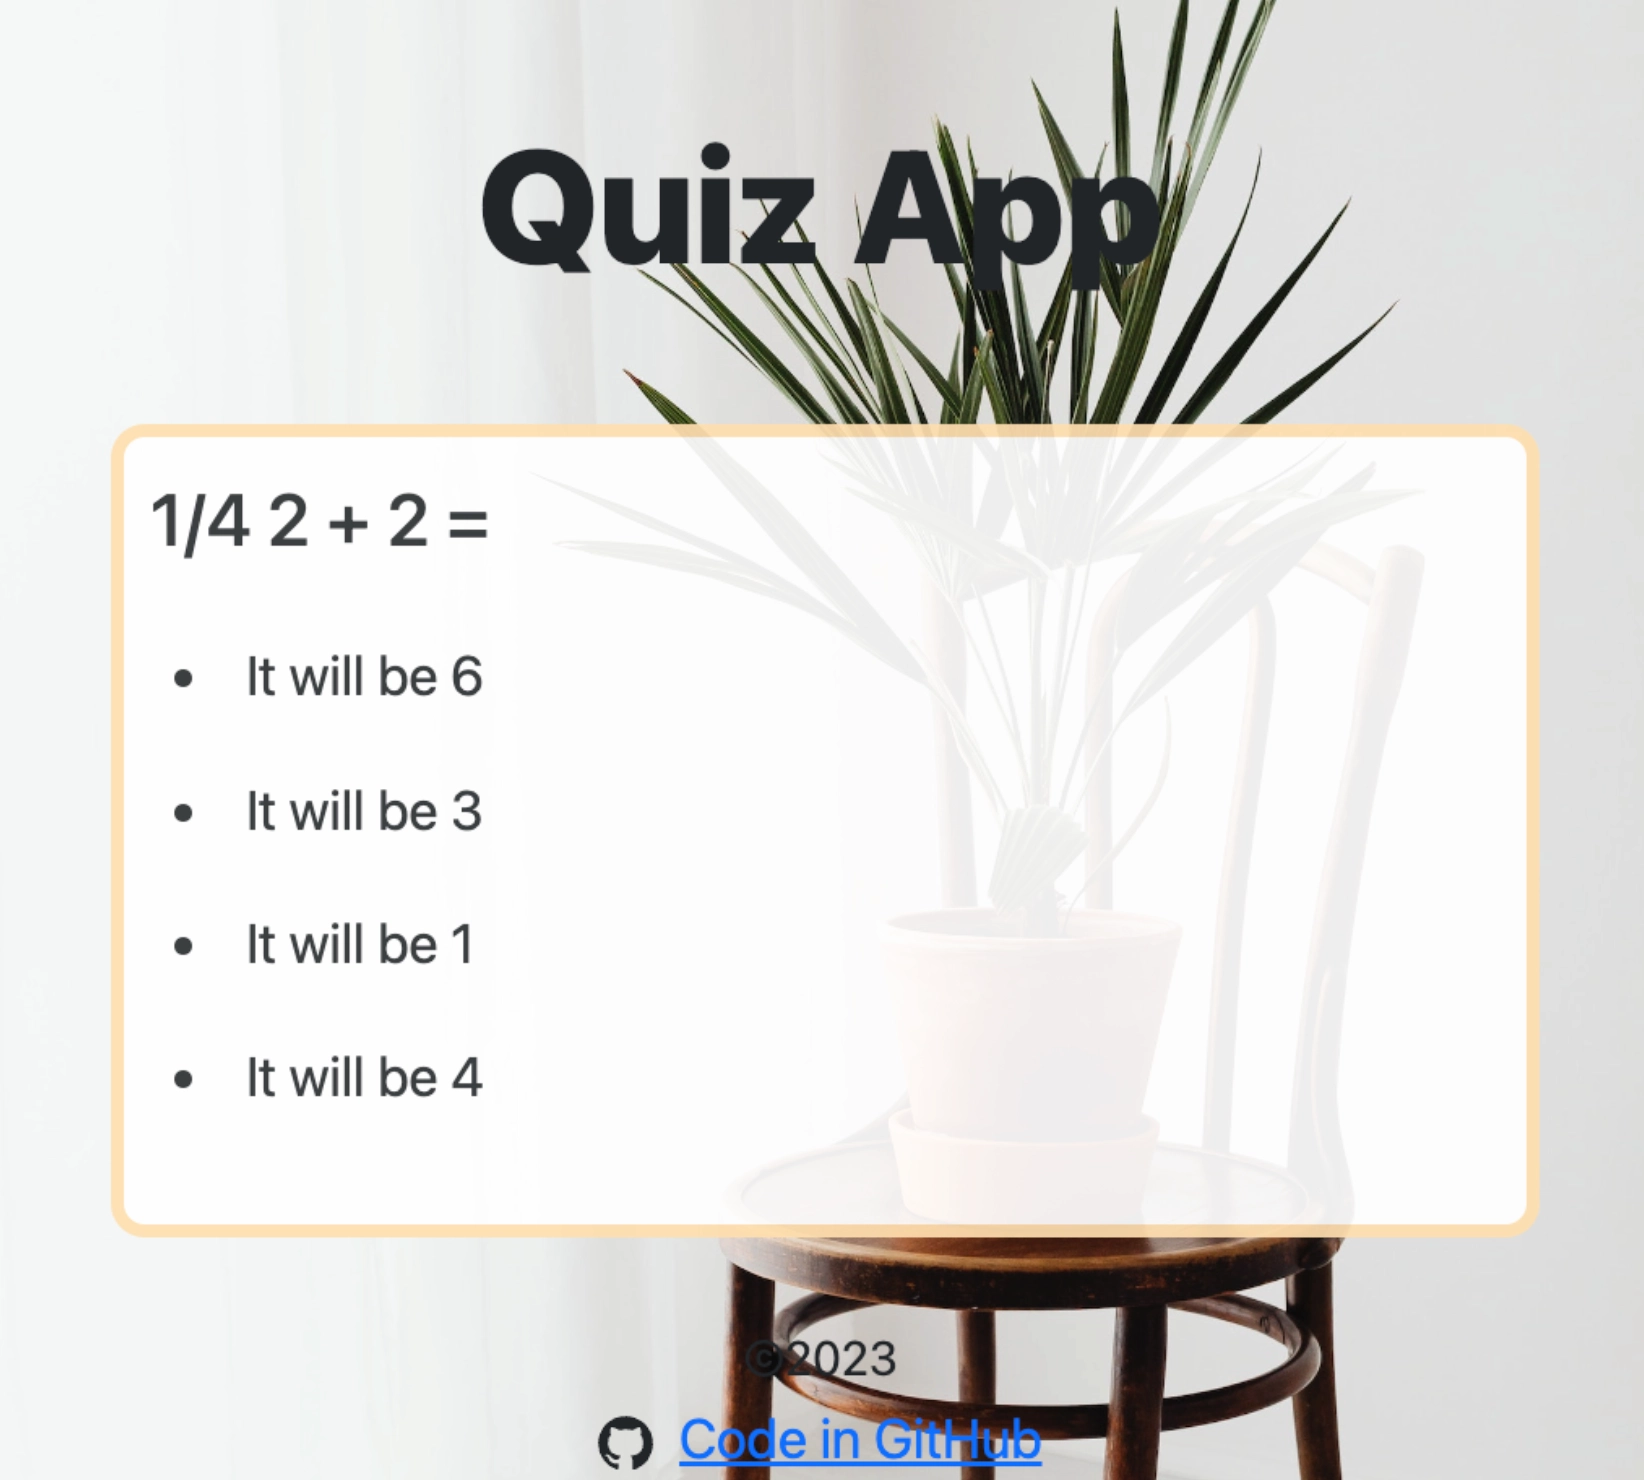 Quiz App
1/4 2 + 2 =
• It will be 6
• It will be 3
• It will be 1
• It will be 4
©2023
Code in GitHub